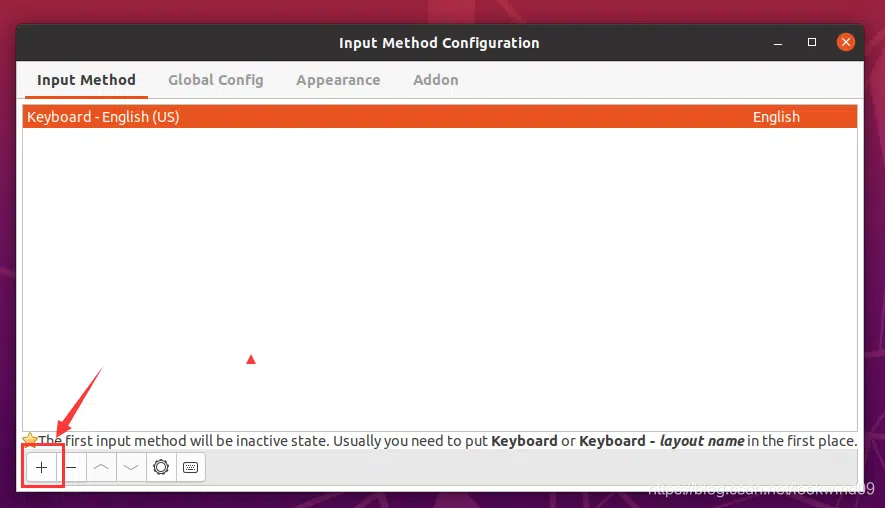 Input Method Configuration
Input Method Global Config Appearance Addon
Keyboard - English (US) English
The first input method will be inactive state. Usually you need to put Keyboard or Keyboard - layout name in the first place.
https://blog.csdn.net/lookwind09